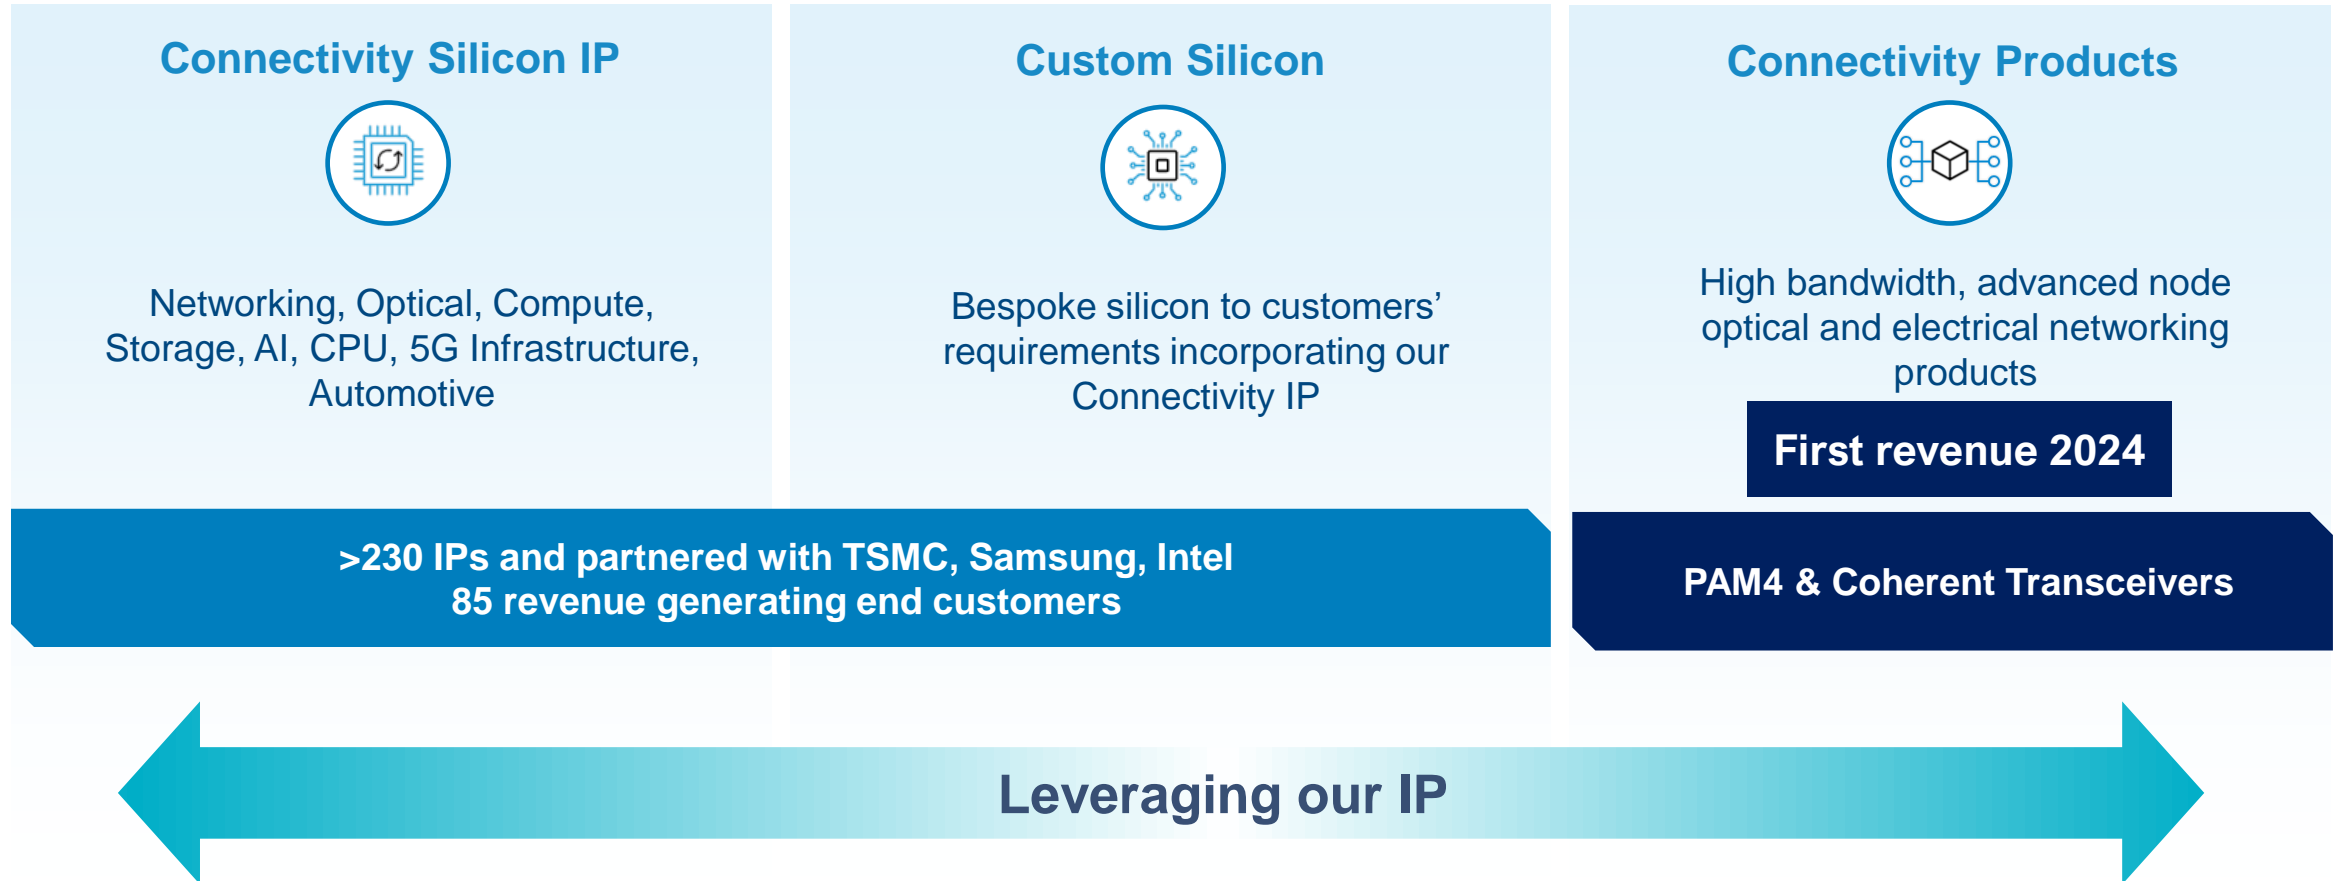 Connectivity Silicon IP
Networking, Optical, Compute,
Storage, AI, CPU, 5G Infrastructure,
Automotive
Custom Silicon
Bespoke silicon to customers’
requirements incorporating our
Connectivity IP
>230 IPs and partnered with TSMC, Samsung, Intel
85 revenue generating end customers
Connectivity Products
High bandwidth, advanced node
optical and electrical networking
products
First revenue 2024
PAM4 & Coherent Transceivers
Leveraging our IP